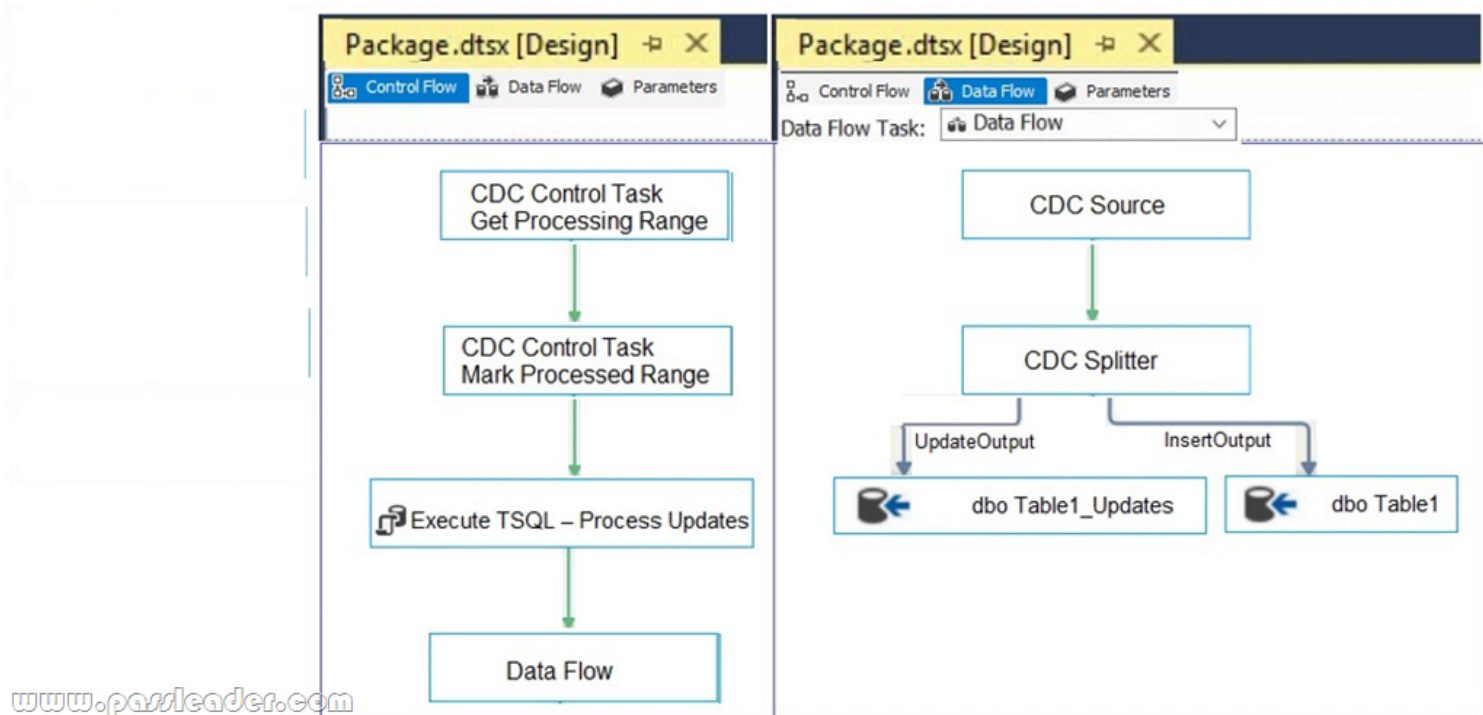 Package.dtsx [Design]
Control Flow
Data Flow
Parameters
CDC Control Task
Get Processing Range
CDC Control Task
Mark Processed Range
Execute TSQL – Process Updates
Data Flow
Package.dtsx [Design]
Control Flow
Data Flow
Parameters
Data Flow Task:
Data Flow
CDC Source
CDC Splitter
UpdateOutput
InsertOutput
dbo Table1_Updates
dbo Table1
www.passleader.com